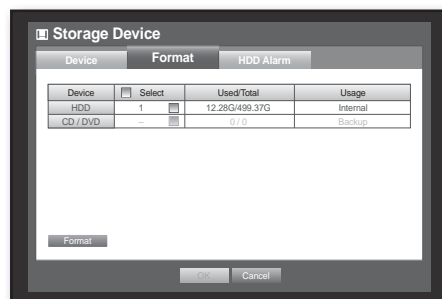 Storage Device
Device Format HDD Alarm
Device Select Used/Total Usage
HDD 1 12.28G/499.37G Internal
CD / DVD – 0 / 0 Backup
Format
OK Cancel